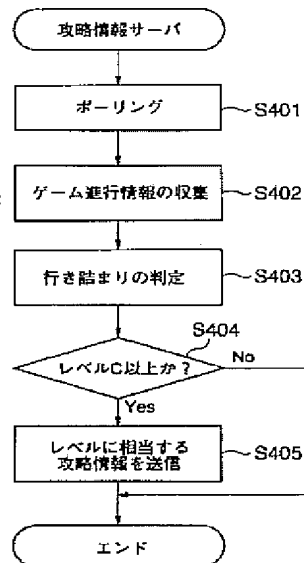 攻略情報サーバ
ポーリング
S401
ゲーム進行情報の収集
S402
行き詰まりの判定
S403
S404
レベルC以上か？
No
Yes
レベルに相当する
攻略情報を送信
S405
エンド